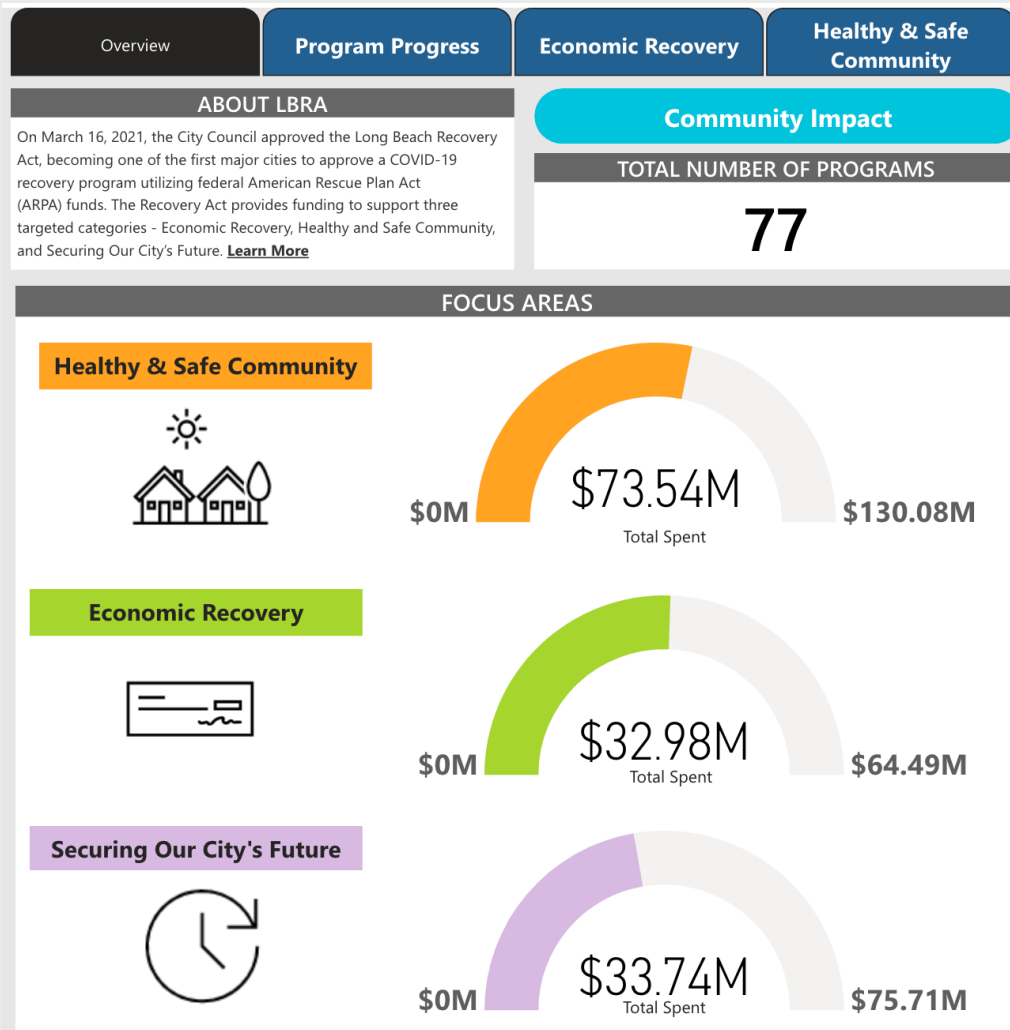 Overview
Program Progress
Economic Recovery
Healthy & Safe
Community
ABOUT LBRA
On March 16, 2021, the City Council approved the Long Beach Recovery
Act, becoming one of the first major cities to approve a COVID-19
recovery program utilizing federal American Rescue Plan Act
(ARPA) funds. The Recovery Act provides funding to support three
targeted categories - Economic Recovery, Healthy and Safe Community,
and Securing Our City's Future. Learn More
Community Impact
TOTAL NUMBER OF PROGRAMS
77
FOCUS AREAS
Healthy & Safe Community
$73.54M
$0M
$130.08M
Total Spent
Economic Recovery
$32.98M
$0M
$64.49M
Total Spent
Securing Our City's Future
$33.74M
$0M
$75.71M
Total Spent